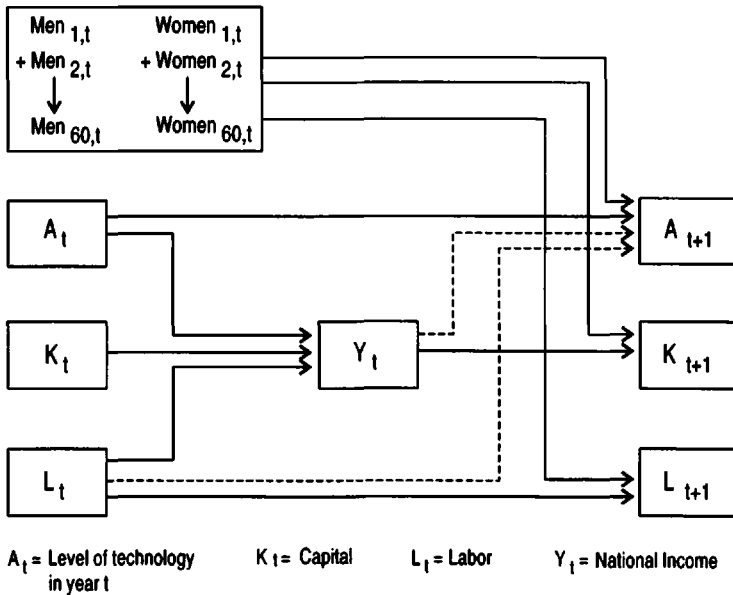 Men 1,t Women 1,t
+ Men 2,t + Women 2,t
Men 60,t Women 60,t
A t
A t+1
K t
Y t
K t+1
L t
L t+1
A t = Level of technology in year t
K t = Capital
L t = Labor
Y t = National Income